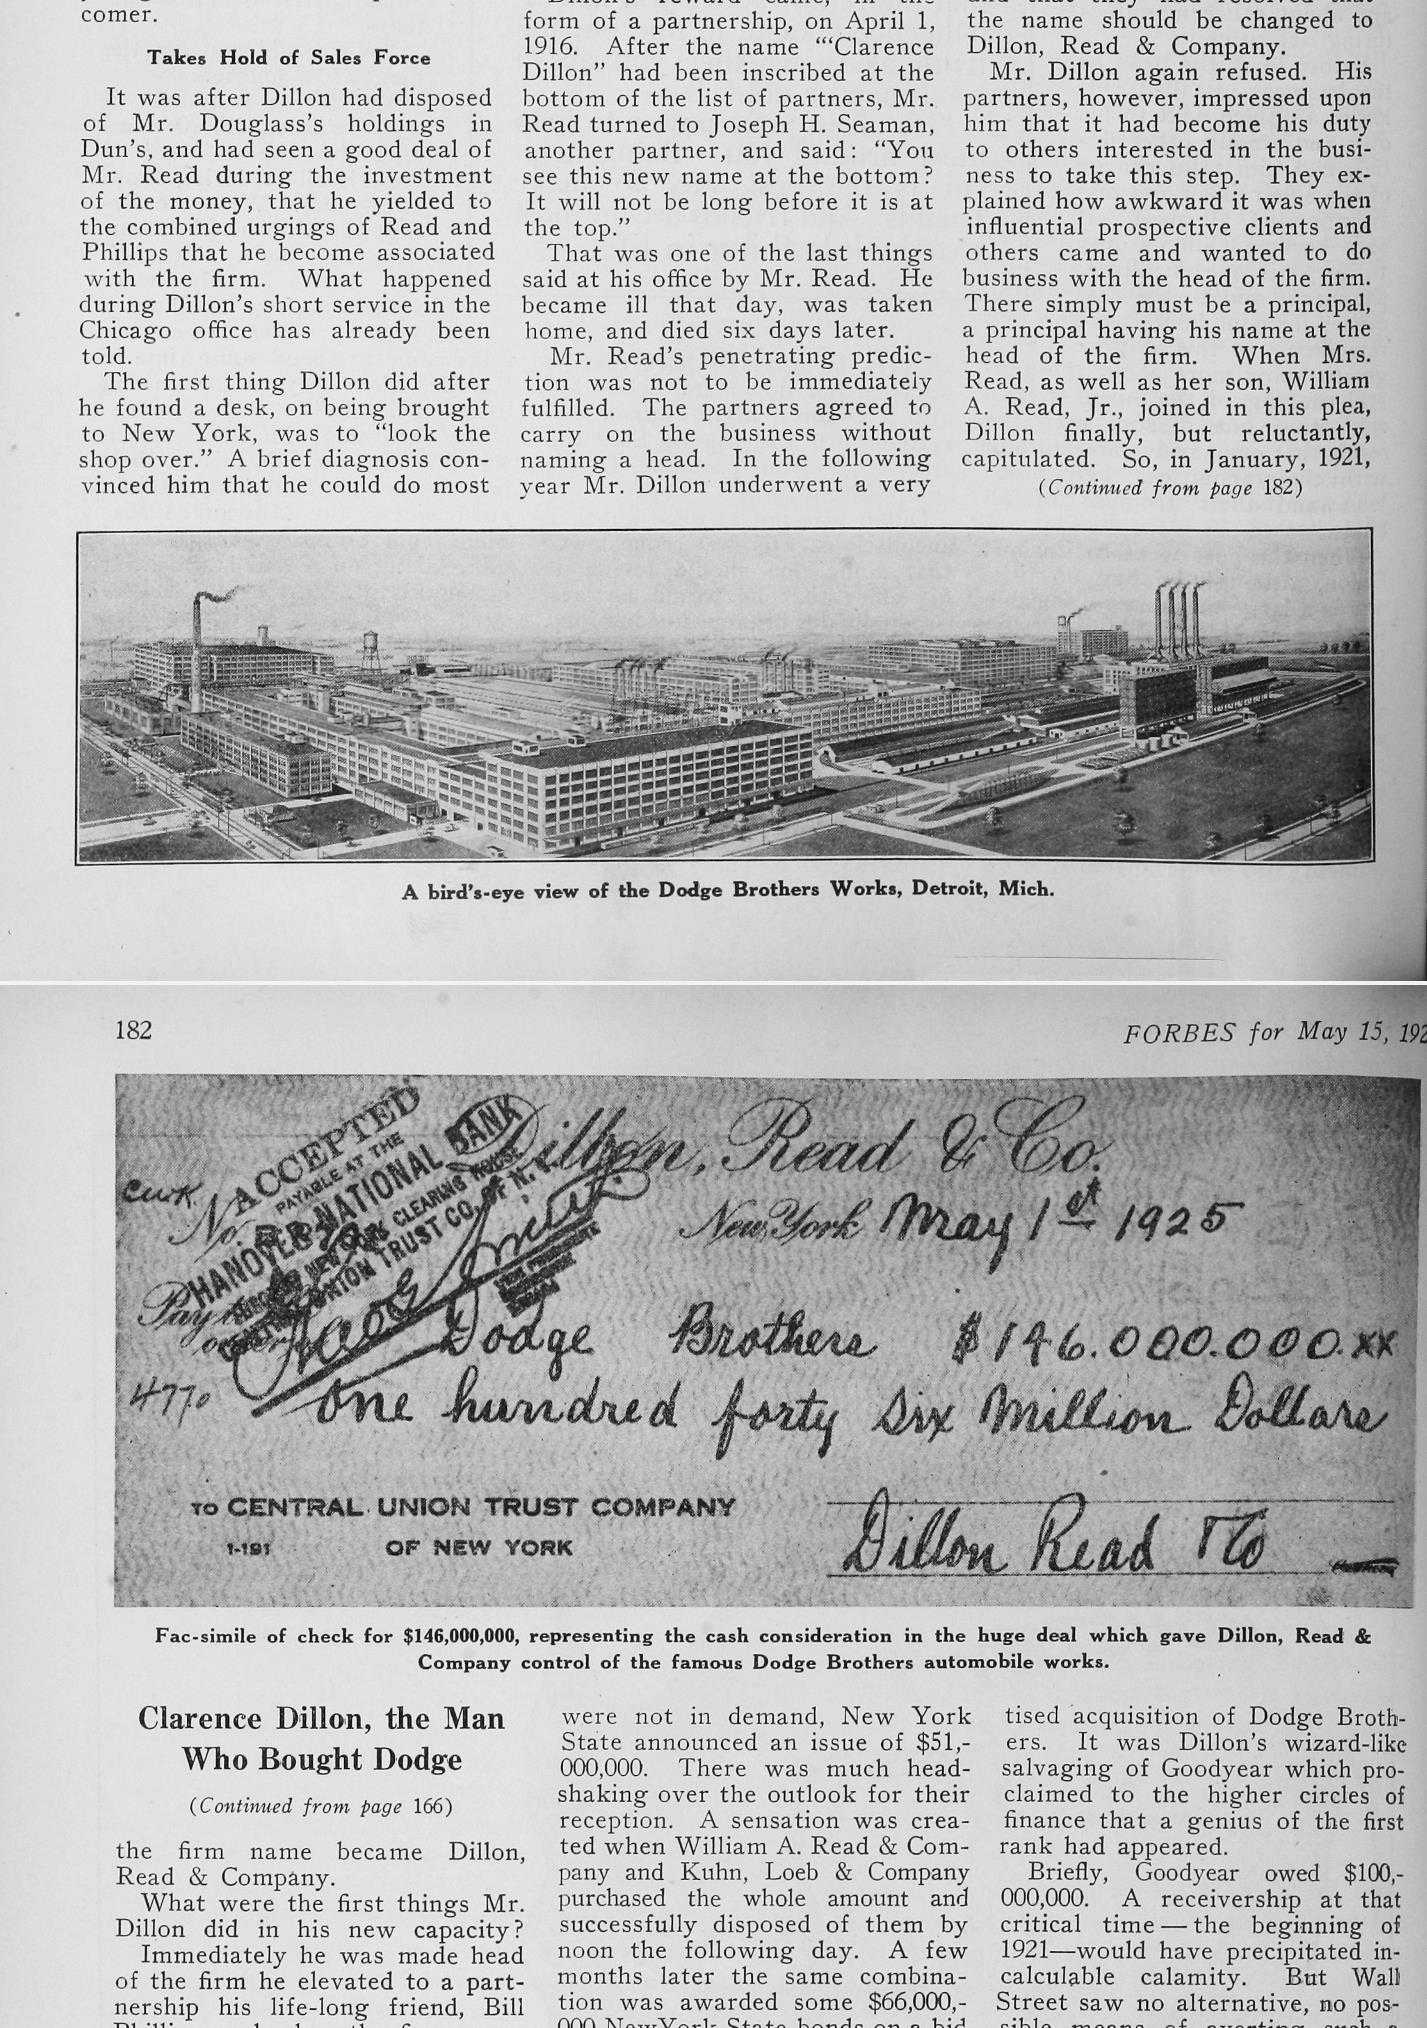 comer.
Takes Hold of Sales Force
It was after Dillon had disposed
of Mr. Douglass's holdings in
Dun's, and had seen a good deal of
Mr. Read during the investment
of the money, that he yielded to
the combined urgings of Read and
Phillips that he become associated
with the firm. What happened
during Dillon's short service in the
Chicago office has already been
told.
The first thing Dillon did after
he found a desk, on being brought
to New York, was to “look the
shop over.” A brief diagnosis con-
vinced him that he could do most
form of a partnership, on April 1,
1916. After the name “‘Clarence
Dillon” had been inscribed at the
bottom of the list of partners, Mr.
Read turned to Joseph H. Seaman,
another partner, and said: “You
see this new name at the bottom?
It will not be long before it is at
the top.”
That was one of the last things
said at his office by Mr. Read. He
became ill that day, was taken
home, and died six days later.
Mr. Read's penetrating predic-
tion was not to be immediately
fulfilled. The partners agreed to
carry on the business without
naming a head. In the following
year Mr. Dillon underwent a very
the name should be changed to
Dillon, Read & Company.
Mr. Dillon again refused. His
partners, however, impressed upon
him that it had become his duty
to others interested in the busi-
ness to take this step. They ex-
plained how awkward it was when
influential prospective clients and
others came and wanted to do
business with the head of the firm.
There simply must be a principal,
a principal having his name at the
head of the firm. When Mrs.
Read, as well as her son, William
A. Read, Jr., joined in this plea,
Dillon finally, but reluctantly,
capitulated. So, in January, 1921,
(Continued from page 182)
A bird's-eye view of the Dodge Brothers Works, Detroit, Mich.
182
FORBES for May 15, 192
ACCEPTED
PAYABLE AT THE
HANOVER NATIONAL BANK
NEW YORK CLEARING HOUSE
CENTRAL UNION TRUST CO. OF N.Y.
Dillon, Read & Co.
No.
New York May 1st 1925
Pay
Dodge Brothers $146.000.000.xx
4770
One hundred forty six Million Dollars
TO CENTRAL UNION TRUST COMPANY
1-191 OF NEW YORK
Dillon Read & Co
Fac-simile of check for $146,000,000, representing the cash consideration in the huge deal which gave Dillon, Read &
Company control of the famous Dodge Brothers automobile works.
Clarence Dillon, the Man
Who Bought Dodge
(Continued from page 166)
the firm name became Dillon,
Read & Company.
What were the first things Mr.
Dillon did in his new capacity?
Immediately he was made head
of the firm he elevated to a part-
nership his life-long friend, Bill
were not in demand, New York
State announced an issue of $51,-
000,000. There was much head-
shaking over the outlook for their
reception. A sensation was crea-
ted when William A. Read & Com-
pany and Kuhn, Loeb & Company
purchased the whole amount and
successfully disposed of them by
noon the following day. A few
months later the same combina-
tion was awarded some $66,000,-
000 New York State bonds on a bid
tised acquisition of Dodge Broth-
ers. It was Dillon's wizard-like
salvaging of Goodyear which pro-
claimed to the higher circles of
finance that a genius of the first
rank had appeared.
Briefly, Goodyear owed $100,-
000,000. A receivership at that
critical time—the beginning of
1921—would have precipitated in-
calculable calamity. But Wall
Street saw no alternative, no pos-